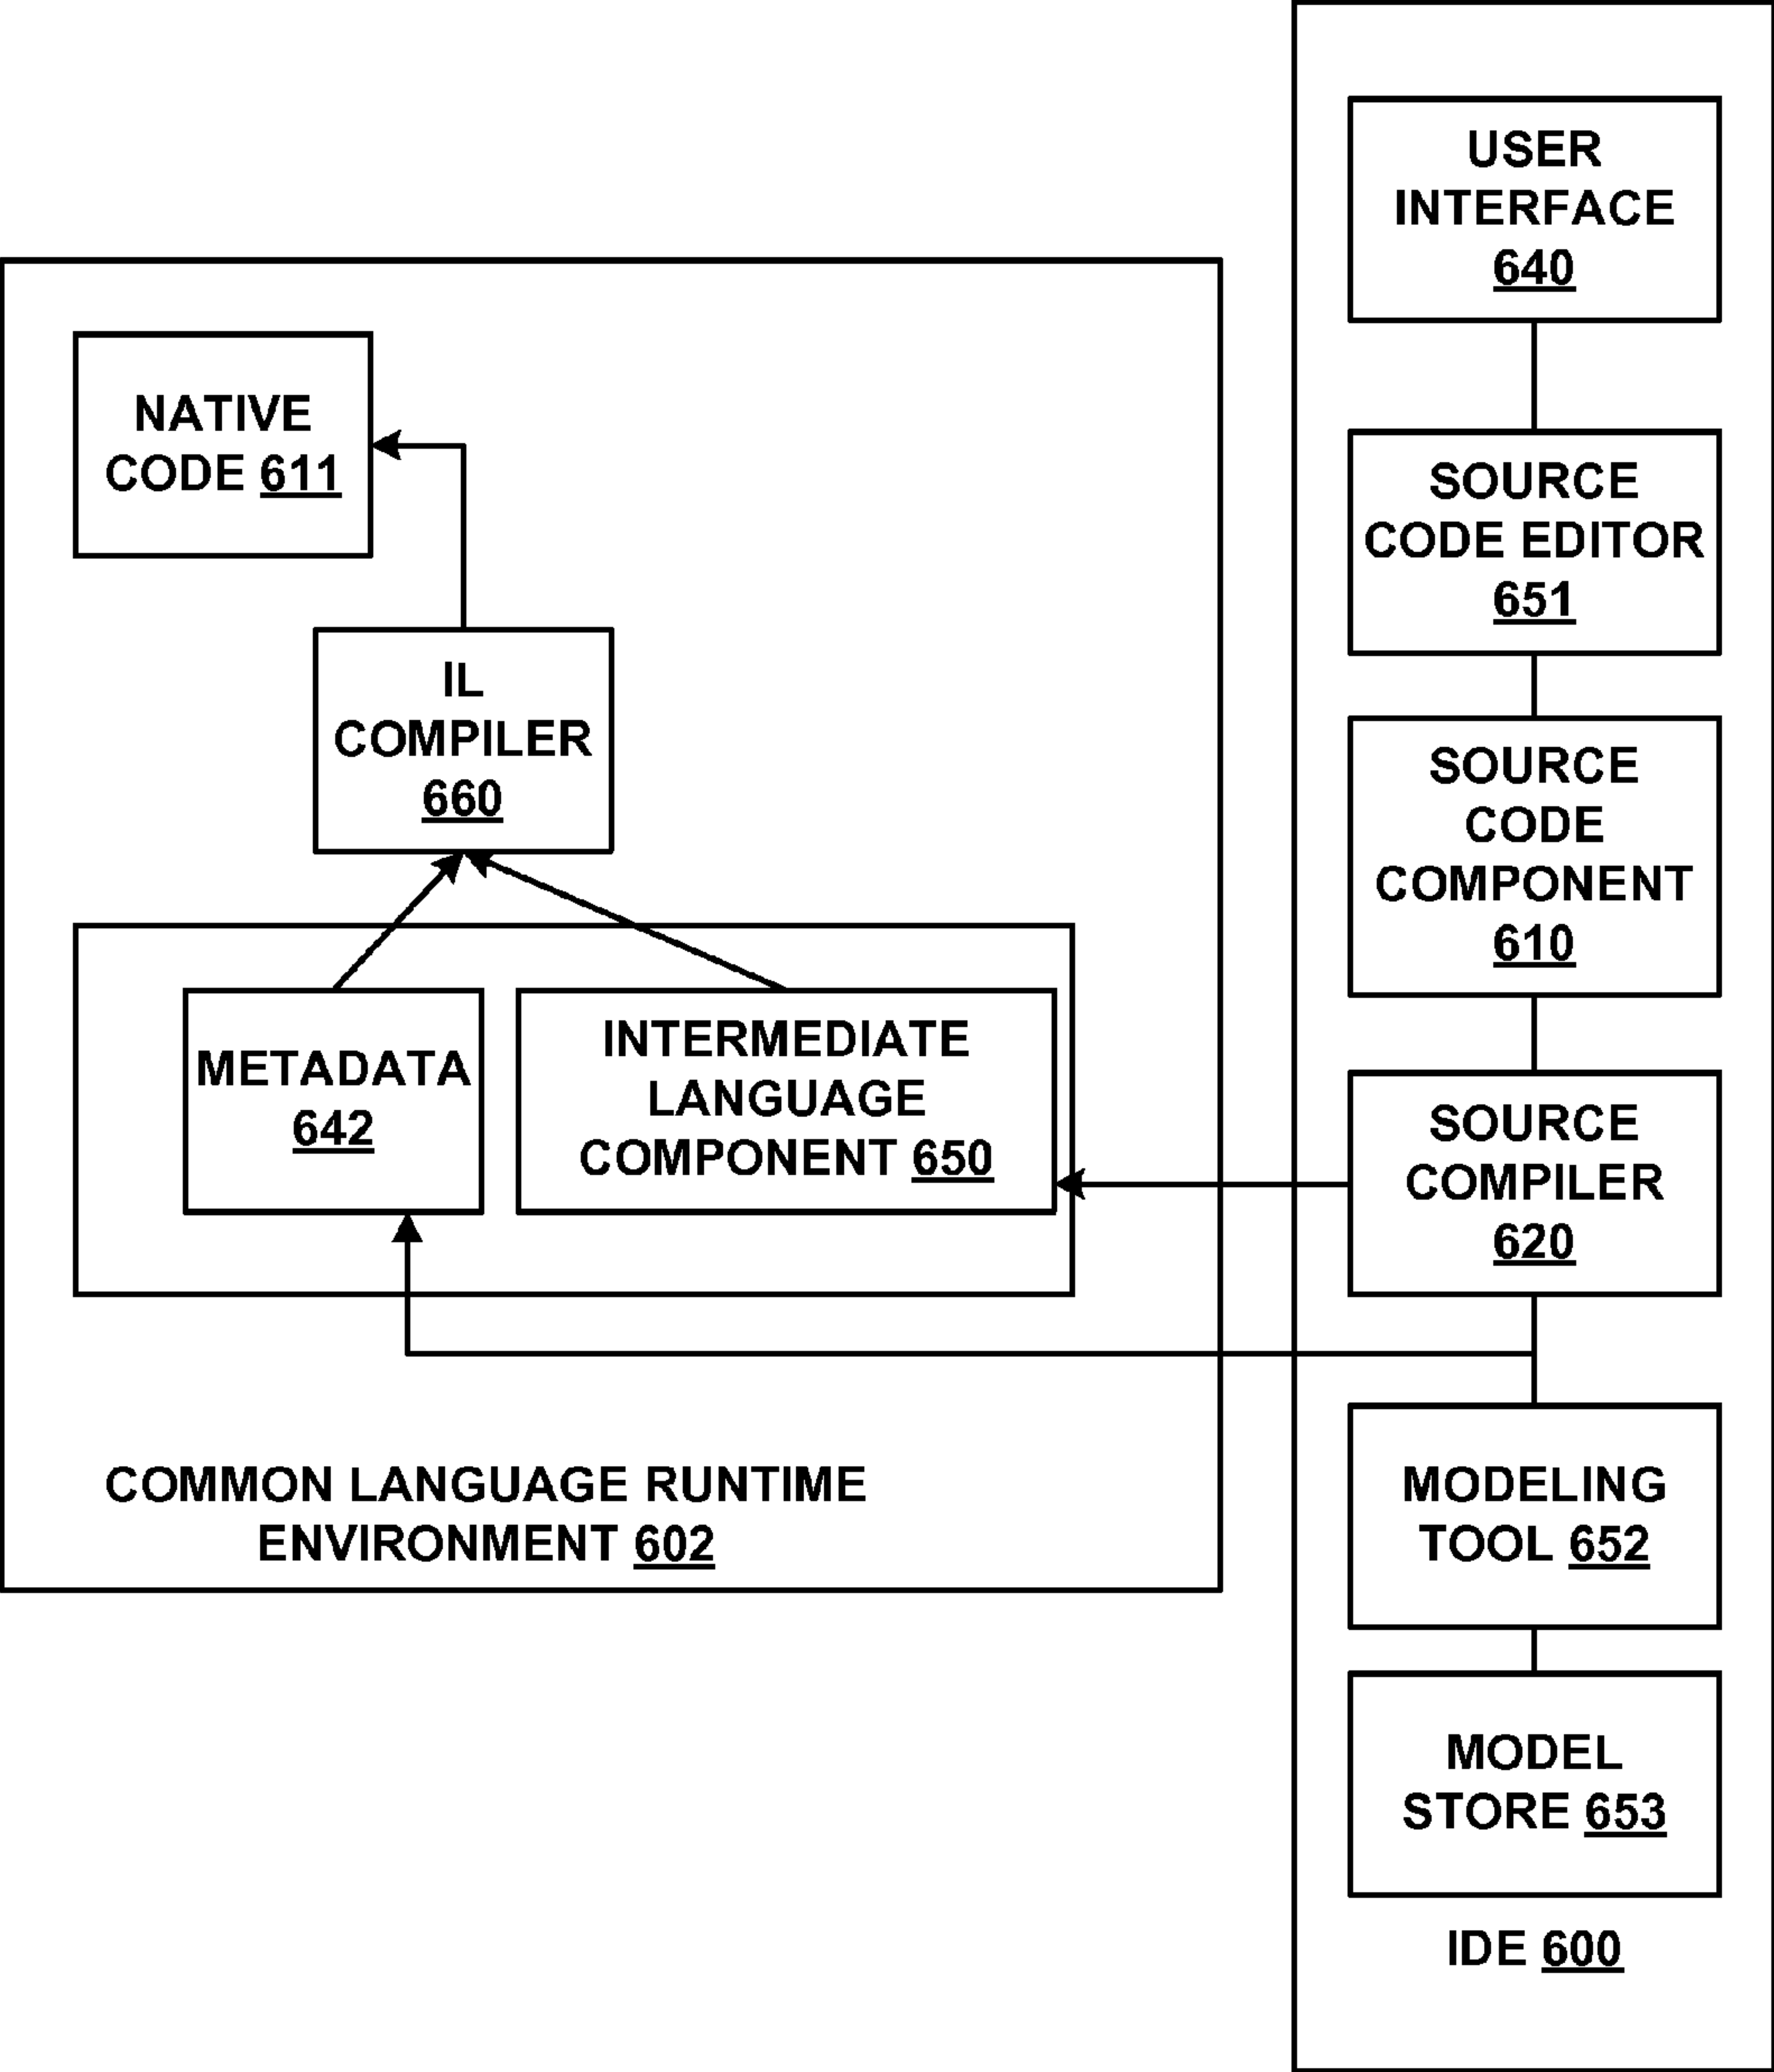 USER
INTERFACE
640
NATIVE
CODE 611
SOURCE
CODE EDITOR
651
IL
COMPILER
660
SOURCE
CODE
COMPONENT
610
METADATA
642
INTERMEDIATE
LANGUAGE
COMPONENT 650
SOURCE
COMPILER
620
COMMON LANGUAGE RUNTIME
ENVIRONMENT 602
MODELING
TOOL 652
MODEL
STORE 653
IDE 600